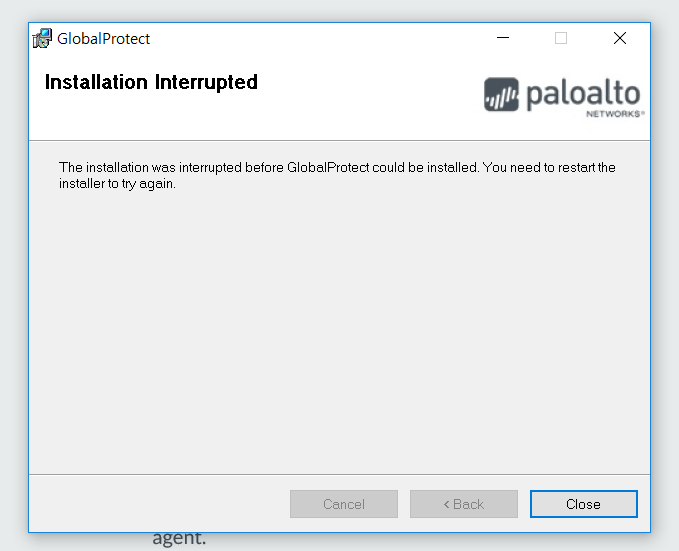 GlobalProtect
Installation Interrupted
paloalto
NETWORKS®
The installation was interrupted before GlobalProtect could be installed. You need to restart the
installer to try again.
Cancel
< Back
Close
agent.